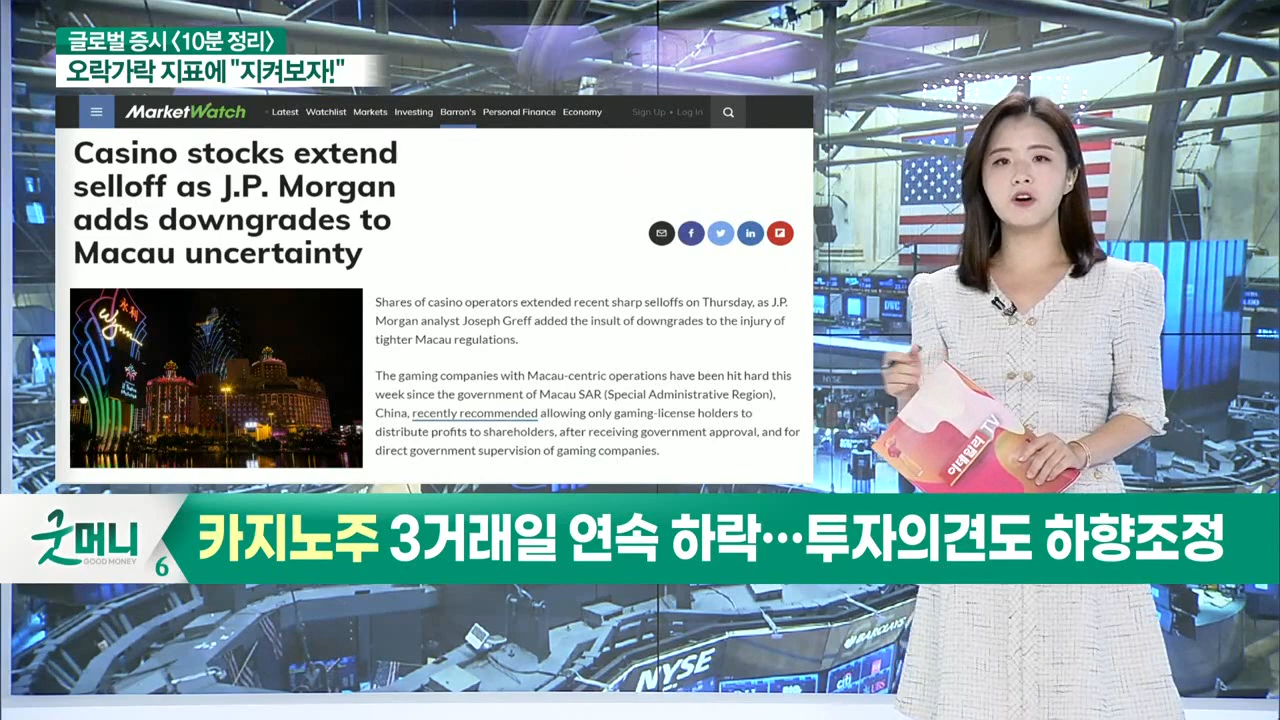 글로벌 증시 <10분 정리>
오락가락 지표에 "지켜보자!"
MarketWatch
Latest Watchlist Markets Investing Barron's Personal Finance Economy
Sign Up • Log In
Casino stocks extend
selloff as J.P. Morgan
adds downgrades to
Macau uncertainty
Shares of casino operators extended recent sharp selloffs on Thursday, as J.P.
Morgan analyst Joseph Greff added the insult of downgrades to the injury of
tighter Macau regulations.
The gaming companies with Macau-centric operations have been hit hard this
week since the government of Macau SAR (Special Administrative Region),
China, recently recommended allowing only gaming-license holders to
distribute profits to shareholders, after receiving government approval, and for
direct government supervision of gaming companies.
Wynn
이데일리 TV
굿머니
GOOD MONEY
6
카지노주 3거래일 연속 하락…투자의견도 하향조정
NYSE
BARCLAYS
citi
UBS